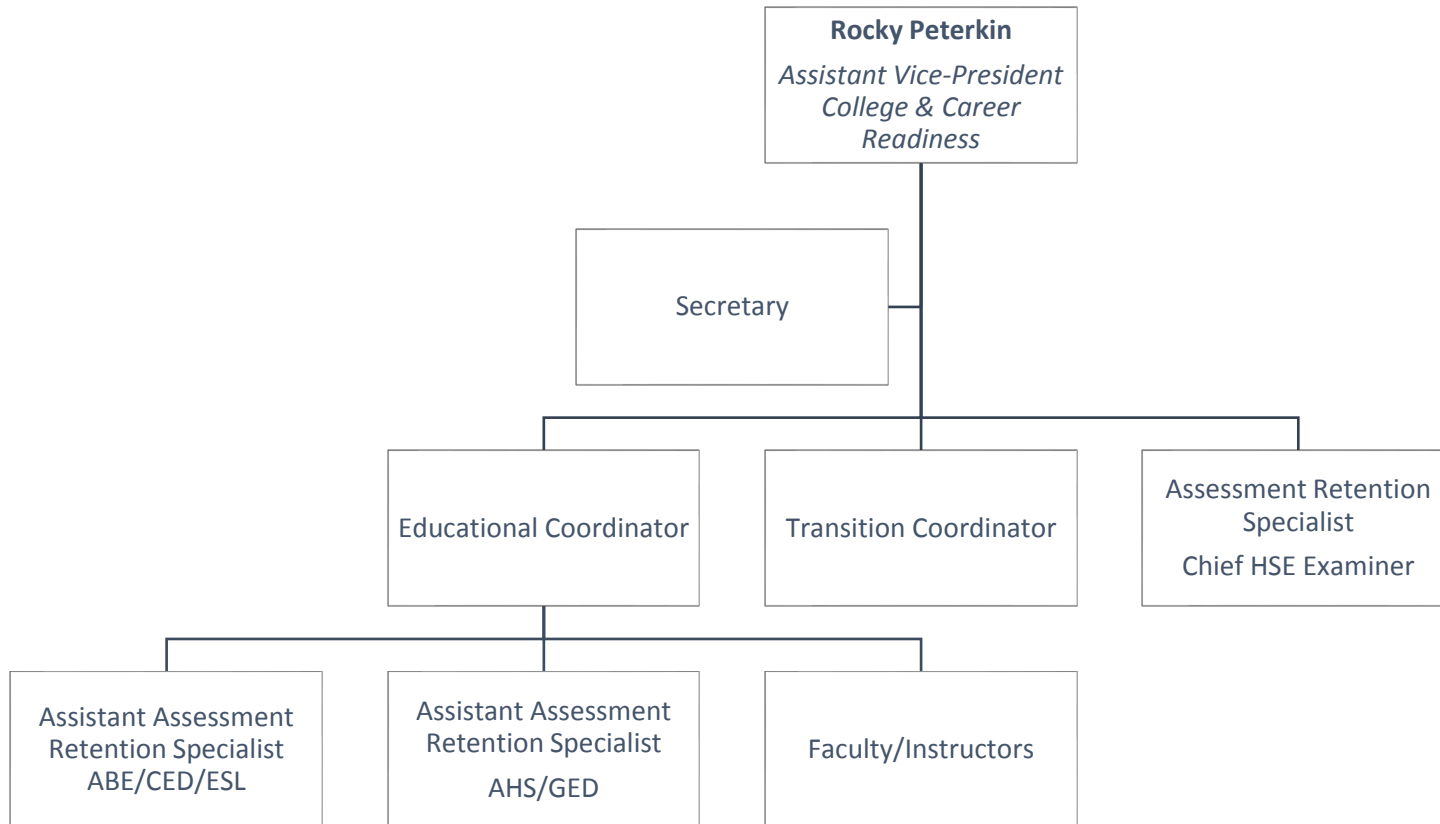 Rocky Peterkin
Assistant Vice-President
College & Career
Readiness
Secretary
Educational Coordinator
Transition Coordinator
Assessment Retention
Specialist
Chief HSE Examiner
Assistant Assessment
Retention Specialist
ABE/CED/ESL
Assistant Assessment
Retention Specialist
AHS/GED
Faculty/Instructors